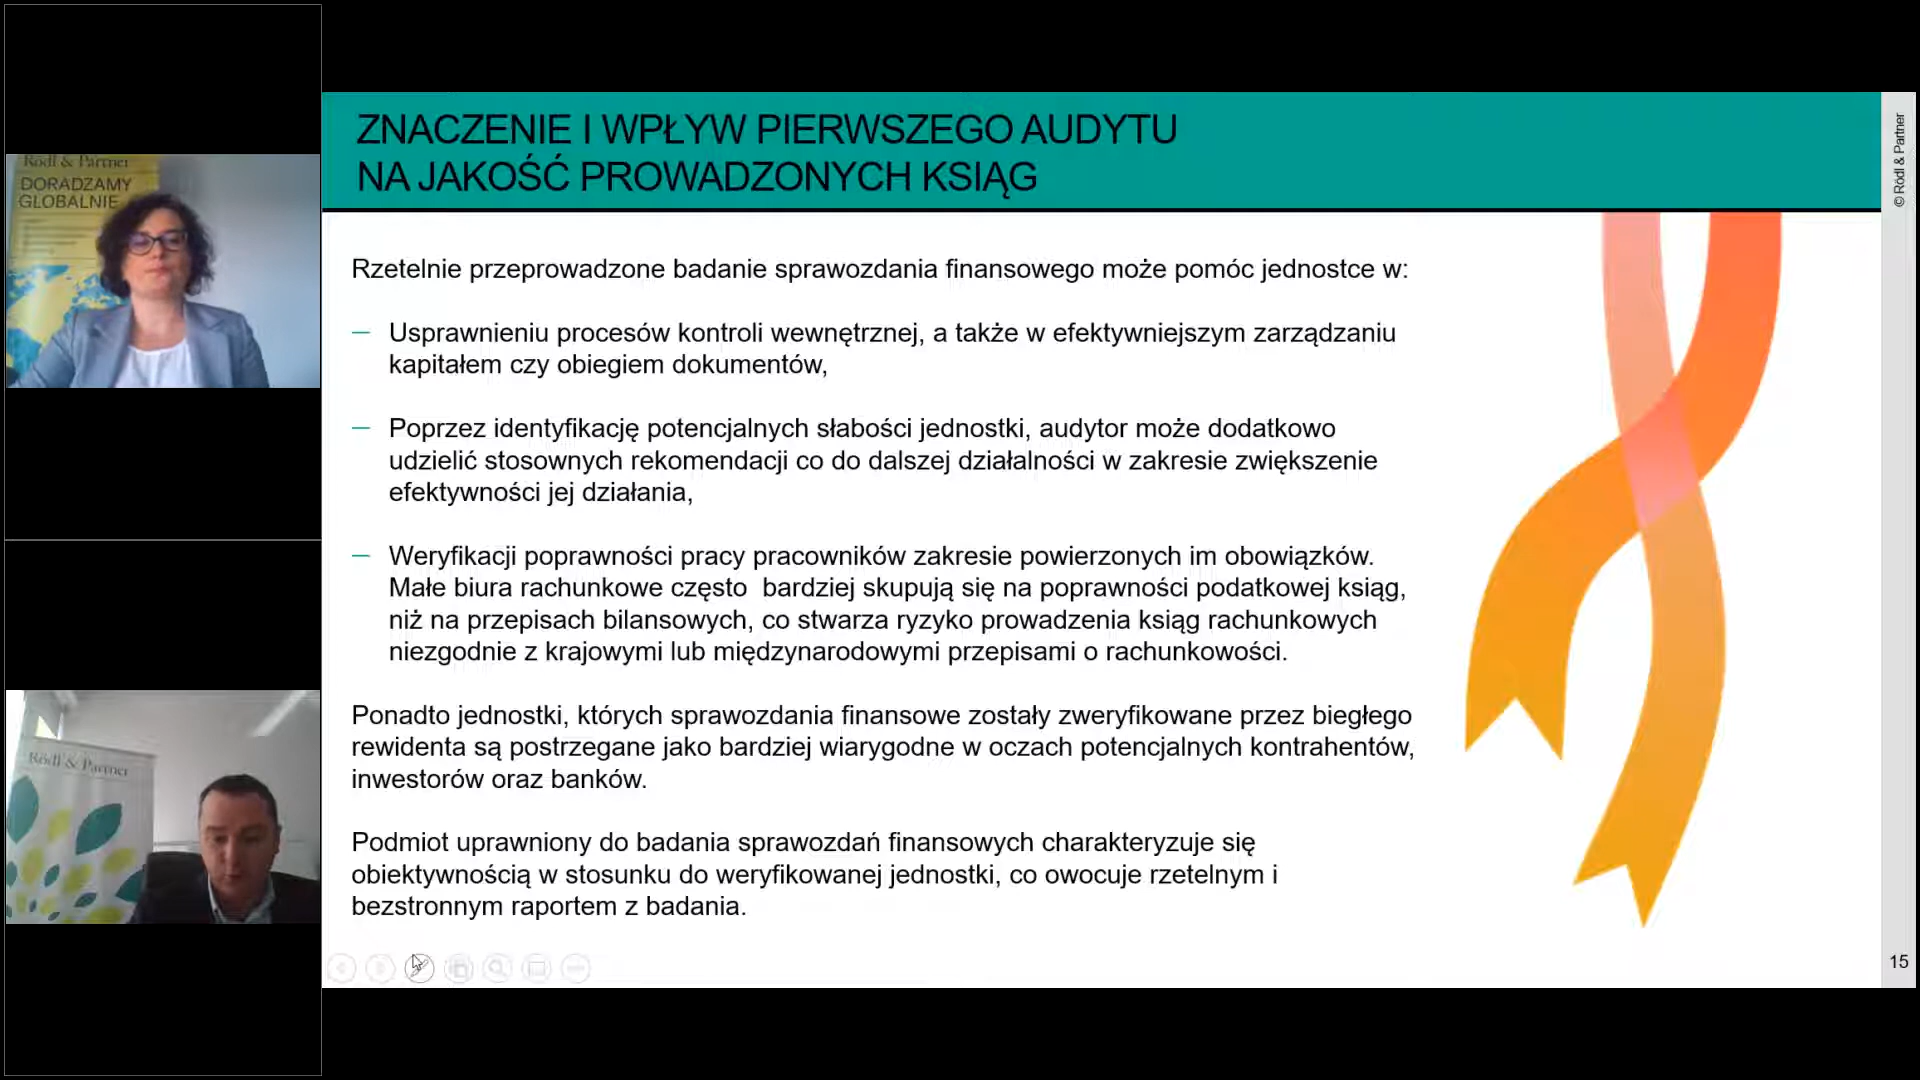 Rödl & Partner
DORADZAMY
GLOBALNIE
Rödl & Partner
ZNACZENIE I WPŁYW PIERWSZEGO AUDYTU
NA JAKOŚĆ PROWADZONYCH KSIĄG
Rzetelnie przeprowadzone badanie sprawozdania finansowego może pomóc jednostce w:
— Usprawnieniu procesów kontroli wewnętrznej, a także w efektywniejszym zarządzaniu
kapitałem czy obiegiem dokumentów,
— Poprzez identyfikację potencjalnych słabości jednostki, audytor może dodatkowo
udzielić stosownych rekomendacji co do dalszej działalności w zakresie zwiększenie
efektywności jej działania,
— Weryfikacji poprawności pracy pracowników zakresie powierzonych im obowiązków.
Małe biura rachunkowe często  bardziej skupują się na poprawności podatkowej ksiąg,
niż na przepisach bilansowych, co stwarza ryzyko prowadzenia ksiąg rachunkowych
niezgodnie z krajowymi lub międzynarodowymi przepisami o rachunkowości.
Ponadto jednostki, których sprawozdania finansowe zostały zweryfikowane przez biegłego
rewidenta są postrzegane jako bardziej wiarygodne w oczach potencjalnych kontrahentów,
inwestorów oraz banków.
Podmiot uprawniony do badania sprawozdań finansowych charakteryzuje się
obiektywnością w stosunku do weryfikowanej jednostki, co owocuje rzetelnym i
bezstronnym raportem z badania.
© Rödl & Partner
15